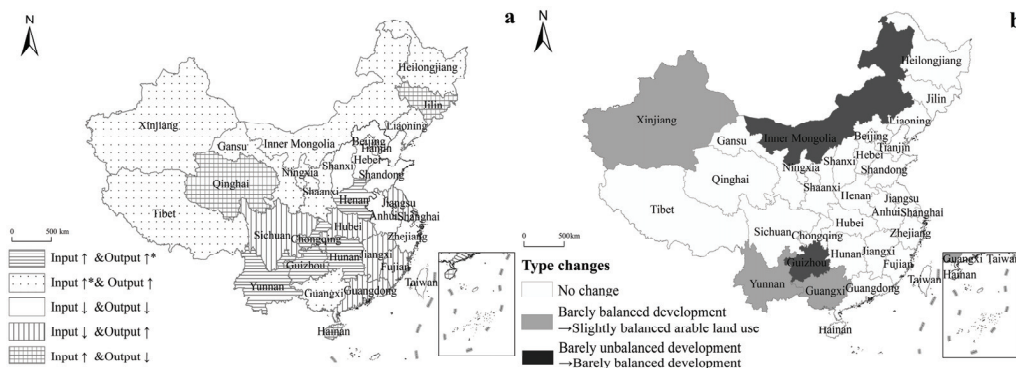 a
N
Heilongjiang
Jilin
Liaoning
Xinjiang
Inner Mongolia
Beijing
Tianjin
Gansu
Hebei
Ningxia
Shanxi
Shandong
Qinghai
Shaanxi
Henan
Jiangsu
Tibet
Anhui
Shanghai
Hubei
Sichuan
Chongqing
Zhejiang
Hunan
Jiangxi
Guizhou
Fujian
Yunnan
Guangxi
Guangdong
Taiwan
Hainan
0 500 km
Input ↑ &Output ↑*
Input ↑*& Output ↑
Input ↓ &Output ↓
Input ↓ &Output ↑
Input ↑ &Output ↓
b
N
Heilongjiang
Jilin
Liaoning
Xinjiang
Inner Mongolia
Beijing
Tianjin
Gansu
Ningxia
Shanxi
Hebei
Shandong
Qinghai
Shaanxi
Henan
Jiangsu
Tibet
Anhui
Shanghai
Hubei
Sichuan
Chongqing
Zhejiang
Hunan
Jiangxi
Guizhou
Fujian
Yunnan
Guangxi
Guangdong
Taiwan
Hainan
Guangxi Taiwan
Hainan
0 500km
Type changes
No change
Barely balanced development
→Slightly balanced arable land use
Barely unbalanced development
→Barely balanced development